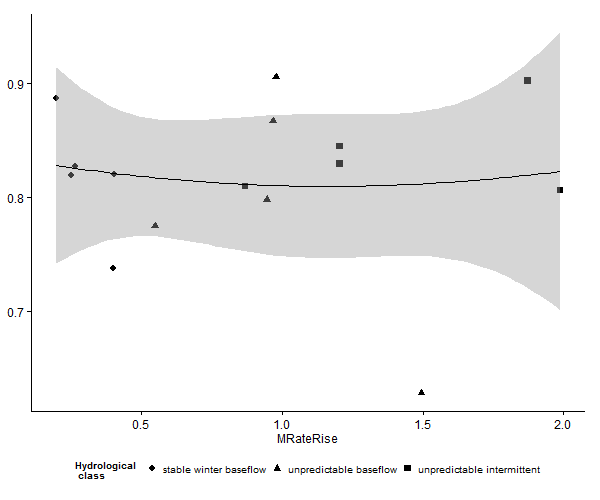 0.9
0.8
0.7
0.5 1.0 1.5 2.0
MRateRise
Hydrological
class
stable winter baseflow unpredictable baseflow unpredictable intermittent